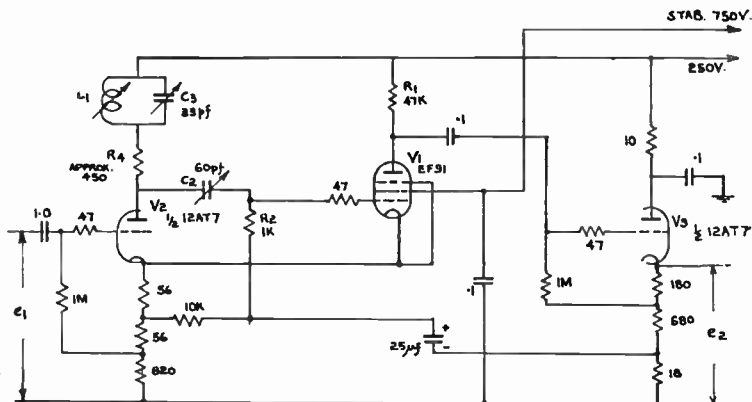 STAB. 750V.
250V.
L1
C3
33pf
R1
47K
R4
APPROX.
450
·1
10
V1
EF91
60pf
C2
·1
V2
½ 12AT7
1·0
47
R2
1K
47
V3
½ 12AT7
47
1M
56
10K
·1
1M
180
e1
56
25µf
+
-
680
e2
820
18